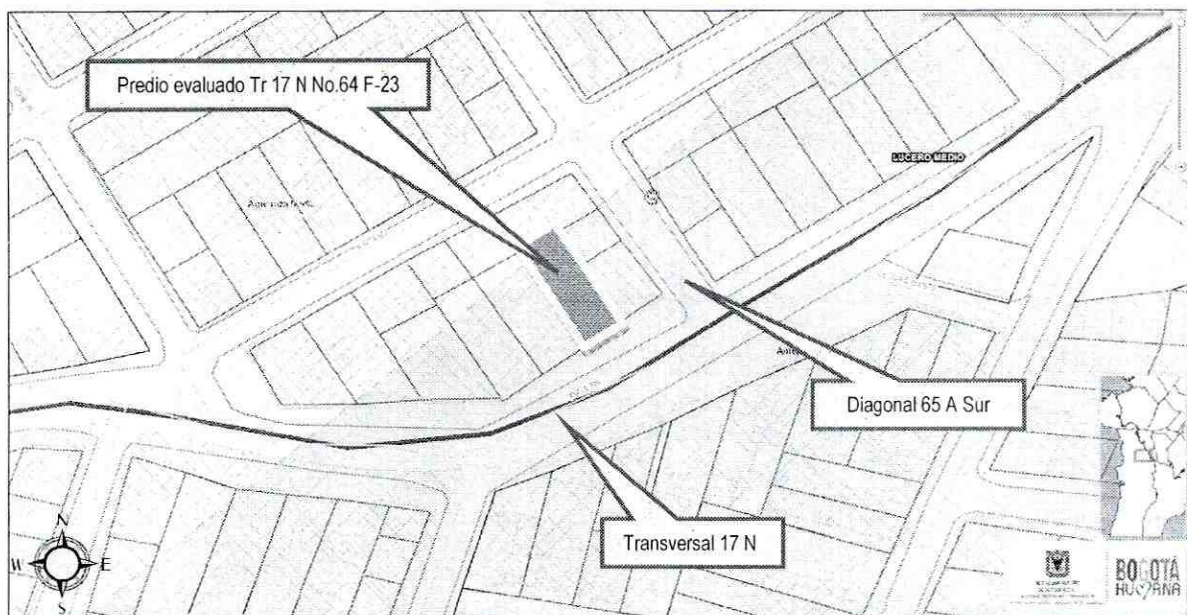 Predio evaluado Tr 17 N No.64 F-23
LUCERO MEDIO
Diagonal 65 A Sur
Transversal 17 N
N
W
E
S
BOGOTÁ
HUMANA